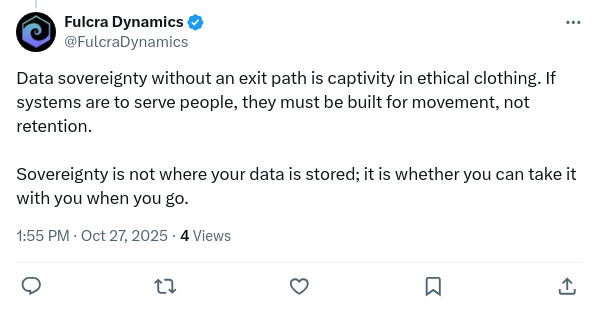 Fulcra Dynamics
@FulcraDynamics
Data sovereignty without an exit path is captivity in ethical clothing. If
systems are to serve people, they must be built for movement, not
retention.
Sovereignty is not where your data is stored; it is whether you can take it
with you when you go.
1:55 PM · Oct 27, 2025 · 4 Views